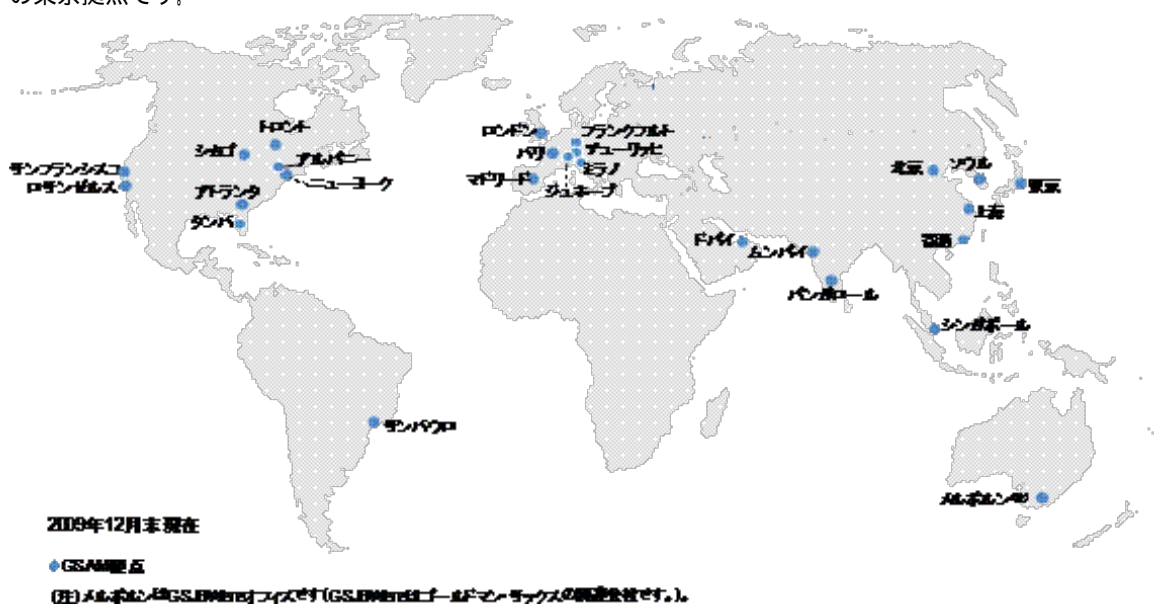 の東京拠点です。
トロント
シカゴ
アルバニー
ニューヨーク
サンフランシスコ
ロサンゼルス
アトランタ
タンパ
ロンドン
パリ
マドリード
フランクフルト
チューリッヒ
ミラノ
ジュネーブ
北京
ソウル
東京
上海
香港
ドバイ
ムンバイ
バンガロール
シンガポール
サンパウロ
メルボルン
2009年12月末現在
GSAM拠点
(注)メルボルンはGSJBWereオフィスです(GSJBWereはゴールドマン・サックスの関連会社です。)。